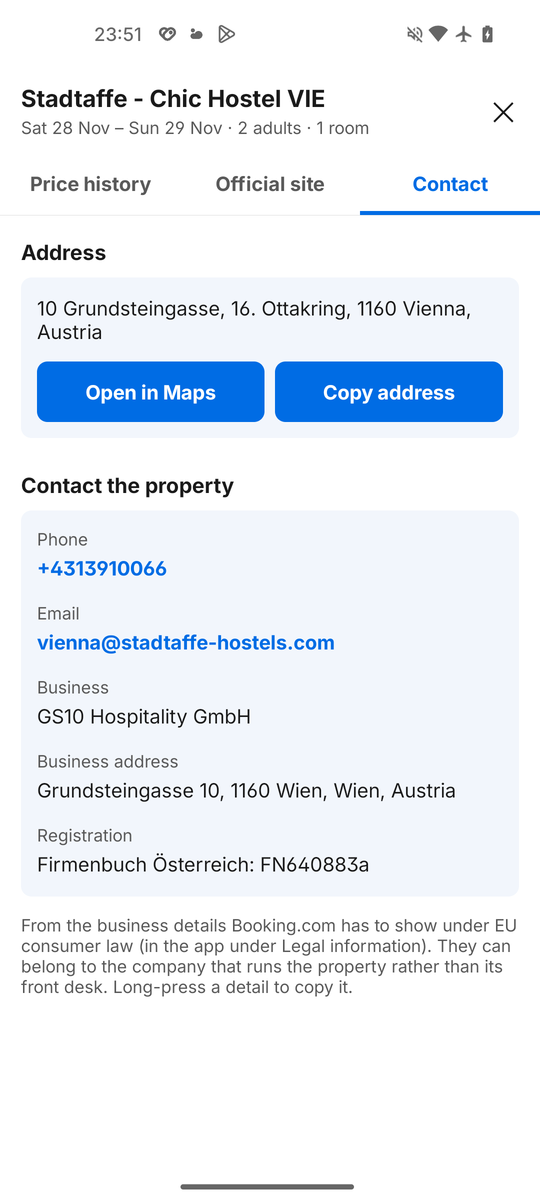 23:51
Stadtaffe - Chic Hostel VIE
Sat 28 Nov – Sun 29 Nov · 2 adults · 1 room
Price history
Official site
Contact
Address
10 Grundsteingasse, 16. Ottakring, 1160 Vienna,
Austria
Open in Maps
Copy address
Contact the property
Phone
+4313910066
Email
vienna@stadtaffe-hostels.com
Business
GS10 Hospitality GmbH
Business address
Grundsteingasse 10, 1160 Wien, Wien, Austria
Registration
Firmenbuch Österreich: FN640883a
From the business details Booking.com has to show under EU
consumer law (in the app under Legal information). They can
belong to the company that runs the property rather than its
front desk. Long-press a detail to copy it.